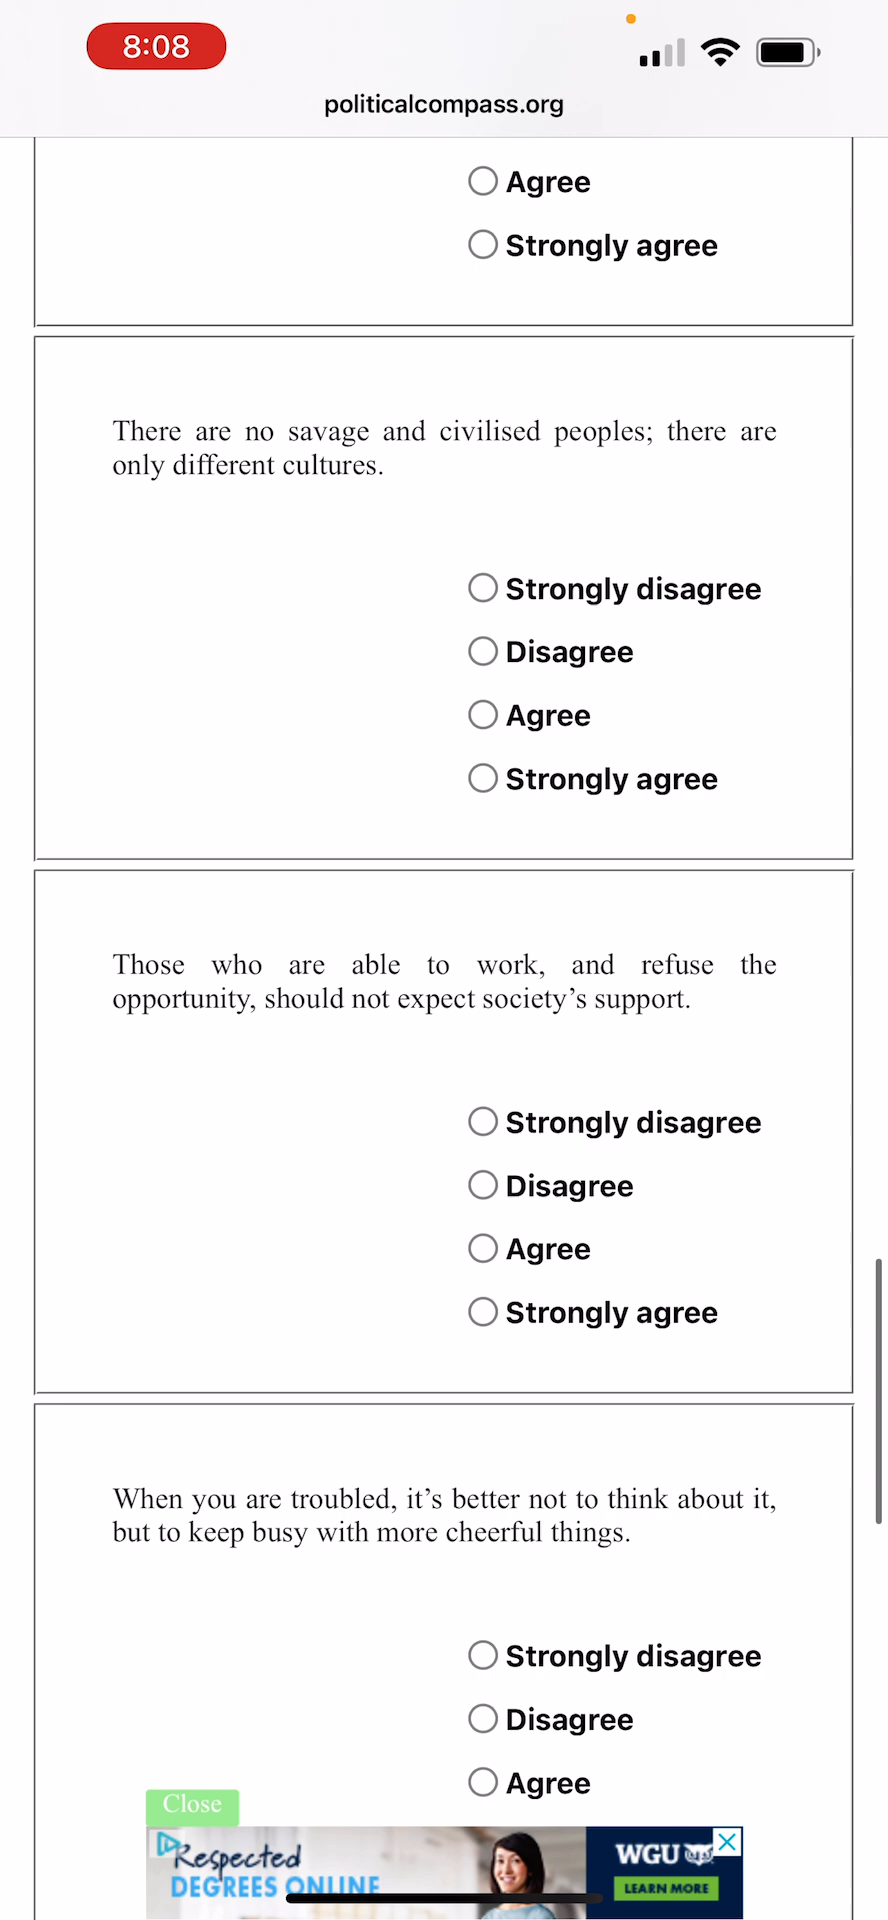 8:08
politicalcompass.org
Agree
Strongly agree
There are no savage and civilised peoples; there are
only different cultures.
Strongly disagree
Disagree
Agree
Strongly agree
Those who are able to work, and refuse the
opportunity, should not expect society’s support.
Strongly disagree
Disagree
Agree
Strongly agree
When you are troubled, it’s better not to think about it,
but to keep busy with more cheerful things.
Strongly disagree
Disagree
Agree
Close
Respected
DEGREES ONLINE
WGU
LEARN MORE